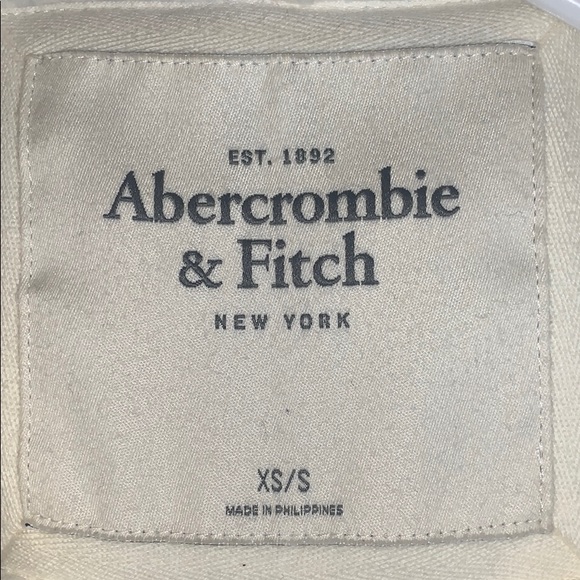 EST. 1892
Abercrombie
& Fitch
NEW YORK
XS/S
MADE IN PHILIPPINES